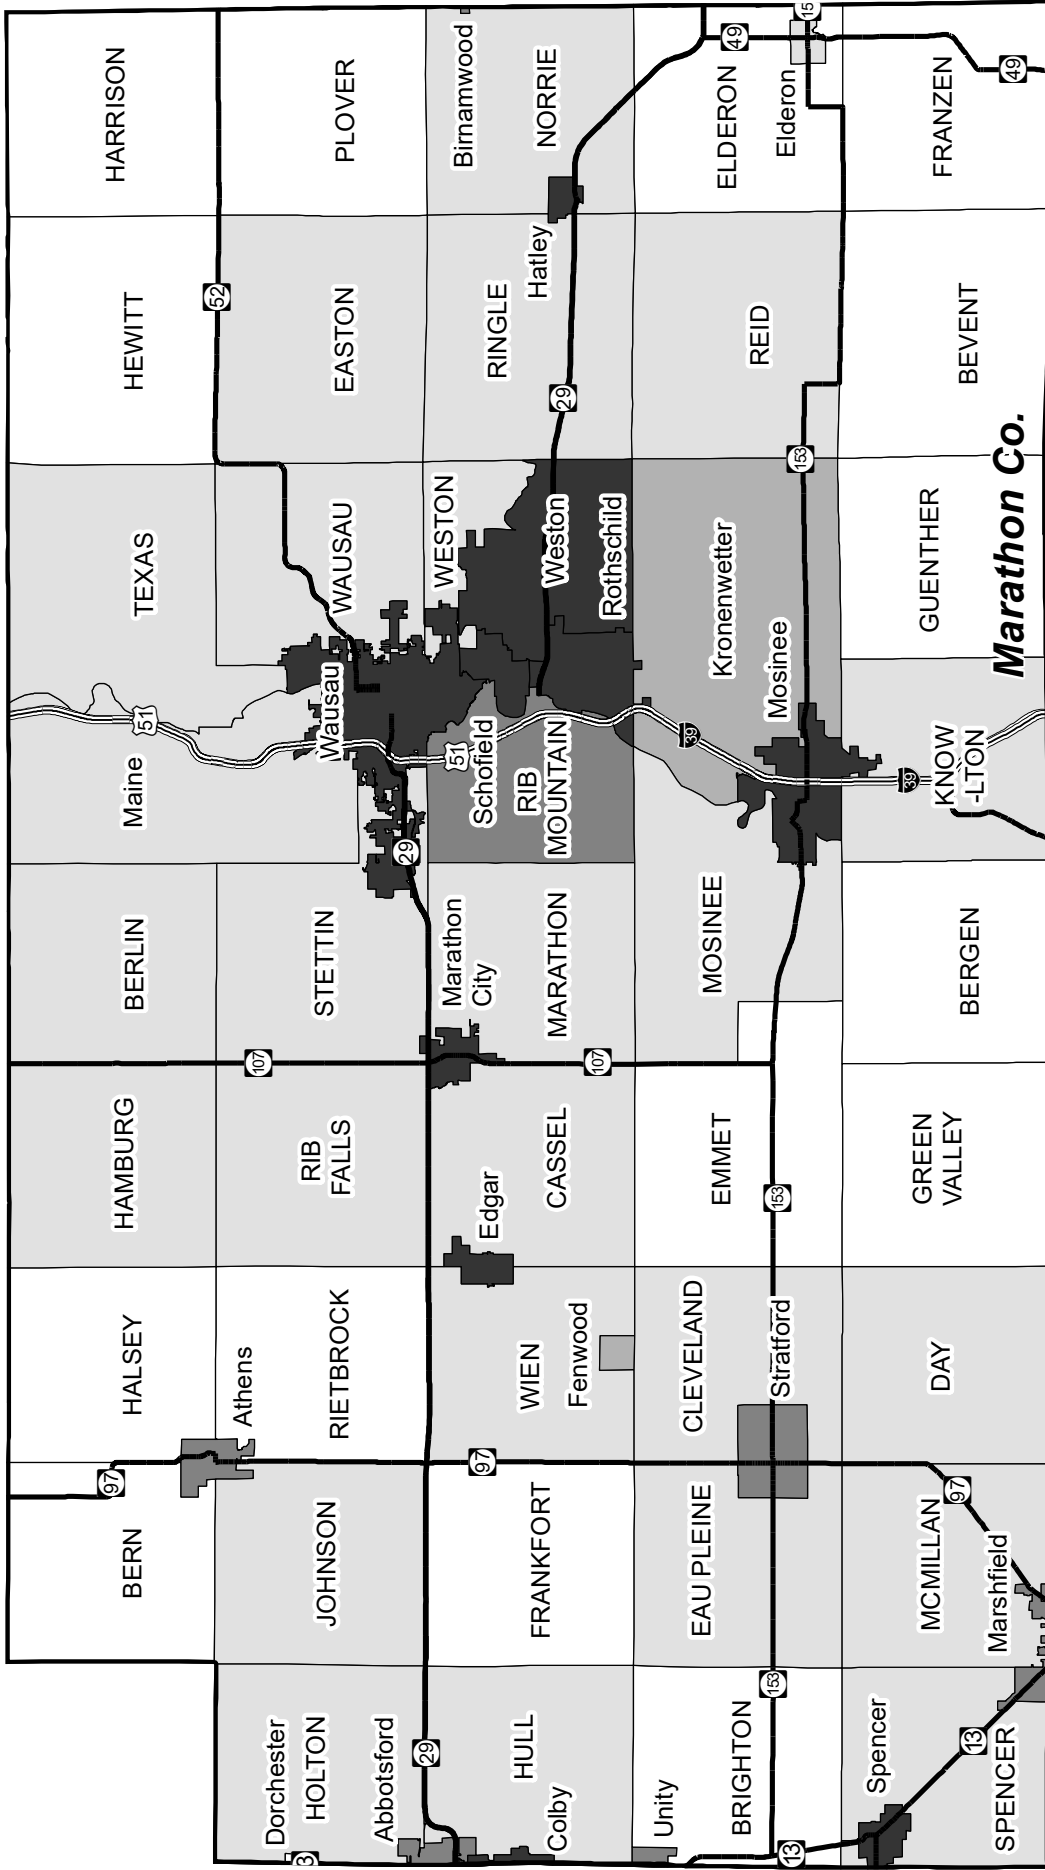 BERN
HALSEY
HAMBURG
BERLIN
Maine
TEXAS
HEWITT
HARRISON
97
51
Athens
107
52
Dorchester
HOLTON
JOHNSON
RIETBROCK
RIB
FALLS
STETTIN
Wausau
WAUSAU
EASTON
PLOVER
3
Abbotsford
29
29
Marathon
City
51
Schofield
WESTON
RINGLE
Birnamwood
97
Edgar
HULL
Colby
FRANKFORT
WIEN
Fenwood
CASSEL
MARATHON
RIB
MOUNTAIN
Weston
29
Hatley
NORRIE
107
Rothschild
Unity
BRIGHTON
EAU PLEINE
CLEVELAND
EMMET
MOSINEE
39
Kronenwetter
REID
ELDERON
49
153
Stratford
153
Mosinee
153
Elderon
15
13
Spencer
MCMILLAN
97
DAY
GREEN
VALLEY
BERGEN
39
KNOW
-LTON
GUENTHER
BEVENT
FRANZEN
49
13
SPENCER
Marshfield
Marathon Co.